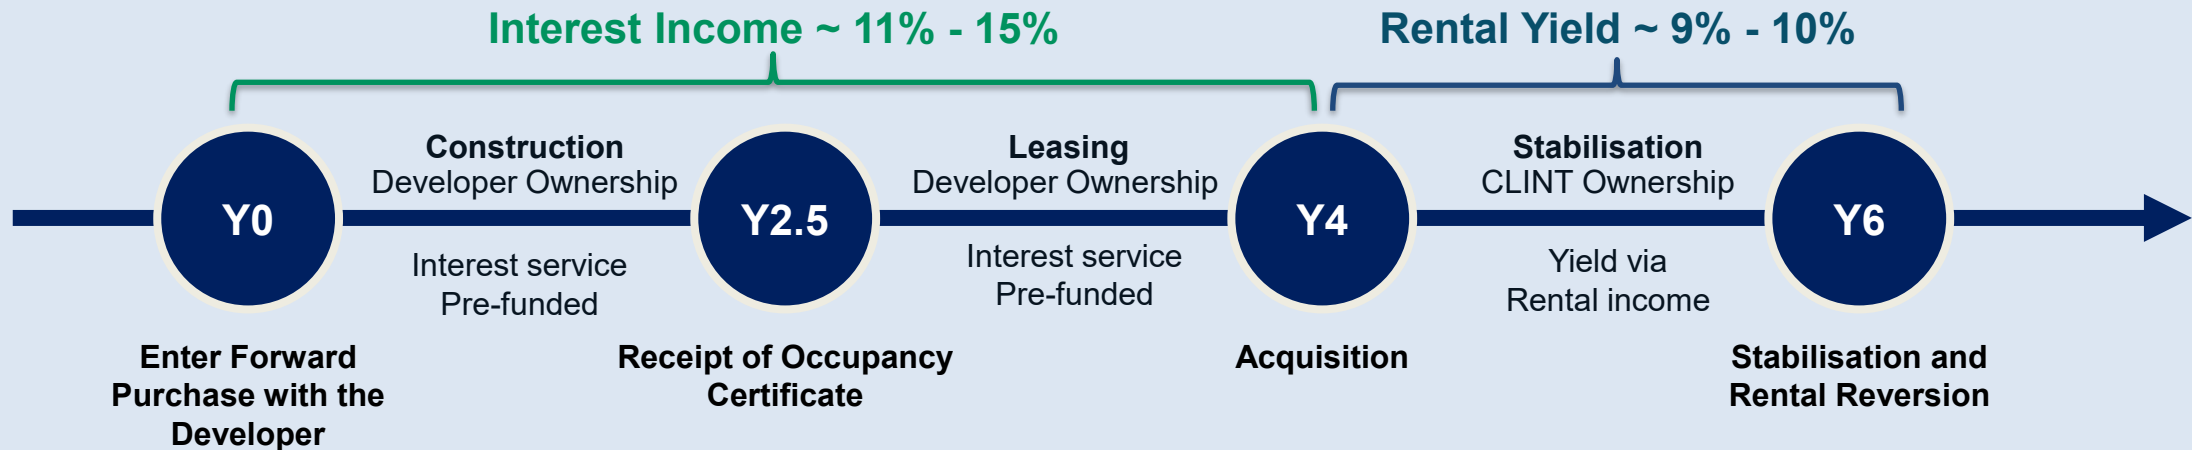 Interest Income ~ 11% - 15%
Rental Yield ~ 9% - 10%
Construction
Developer Ownership
Leasing
Developer Ownership
Stabilisation
CLINT Ownership
Y0
Y2.5
Y4
Y6
Interest service
Pre-funded
Interest service
Pre-funded
Yield via
Rental income
Enter Forward
Purchase with the
Developer
Receipt of Occupancy
Certificate
Acquisition
Stabilisation and
Rental Reversion